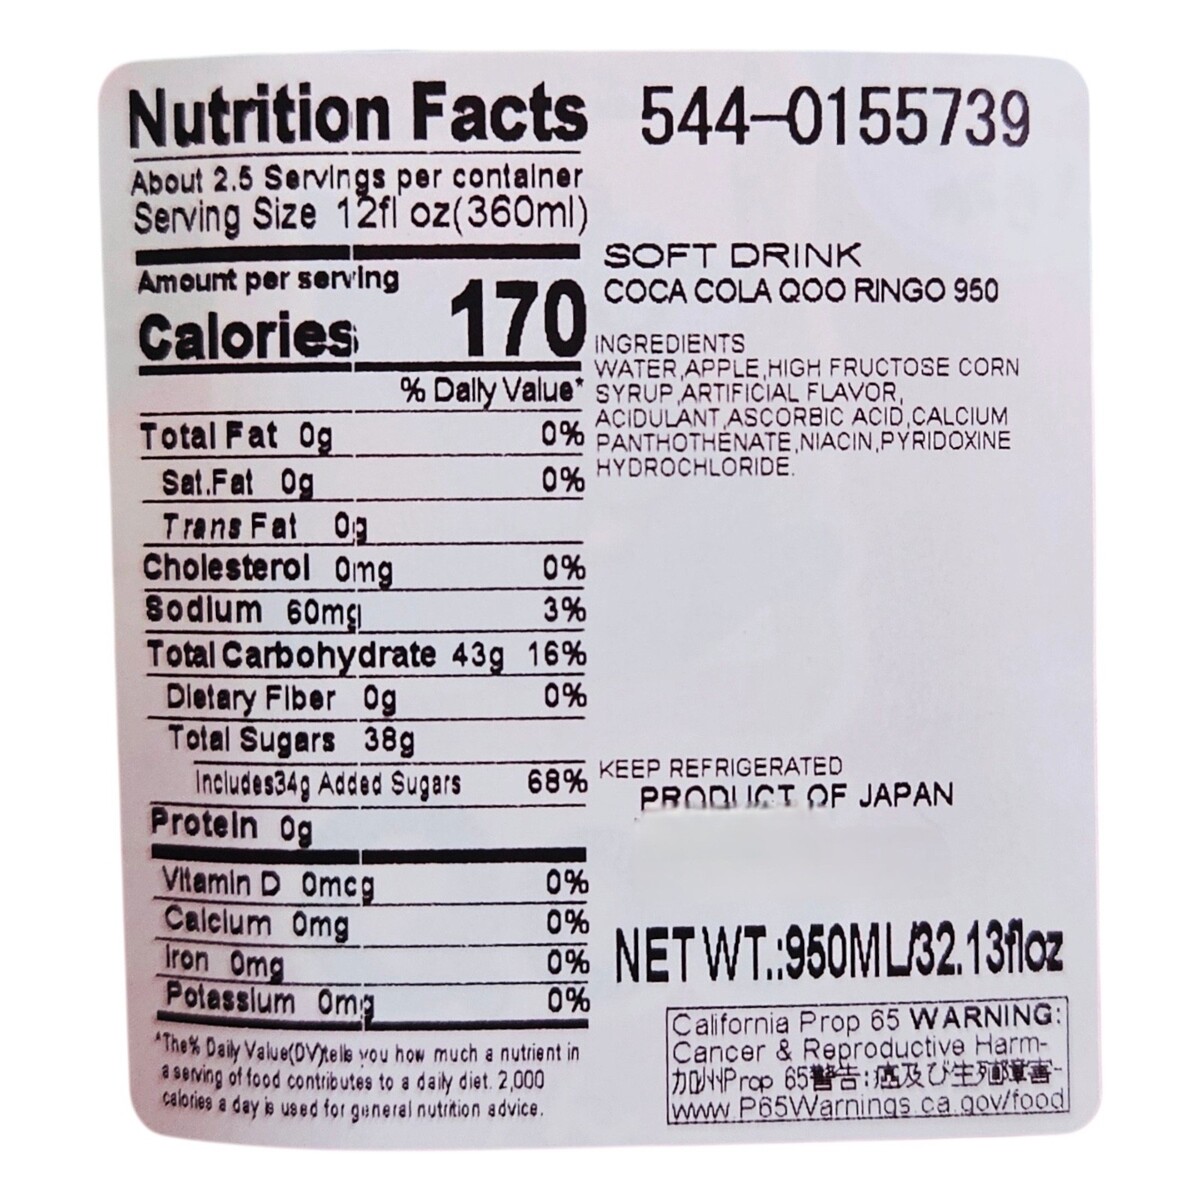 Nutrition Facts
About 2.5 Servings per container
Serving Size 12fl oz(360ml)
Amount per serving
Calories 170
% Daily Value*
Total Fat 0g 0%
Sat.Fat 0g 0%
Trans Fat 0g
Cholesterol 0mg 0%
Sodium 60mg 3%
Total Carbohydrate 43g 16%
Dietary Fiber 0g 0%
Total Sugars 38g
Includes34g Added Sugars 68%
Protein 0g
Vitamin D 0mcg 0%
Calcium 0mg 0%
Iron 0mg 0%
Potassium 0mg 0%
*The% Daily Value(DV)tells you how much a nutrient in
a serving of food contributes to a daily diet. 2,000
calories a day is used for general nutrition advice.
544-0155739
SOFT DRINK
COCA COLA QOO RINGO 950
INGREDIENTS
WATER,APPLE,HIGH FRUCTOSE CORN
SYRUP,ARTIFICIAL FLAVOR,
ACIDULANT,ASCORBIC ACID,CALCIUM
PANTHOTHENATE,NIACIN,PYRIDOXINE
HYDROCHLORIDE.
KEEP REFRIGERATED
PRODUCT OF JAPAN
NET WT.:950ML/32.13floz
California Prop 65 WARNING:
Cancer & Reproductive Harm-
加州Prop 65警告:癌及び生殖障害-
www.P65Warnings.ca.gov/food